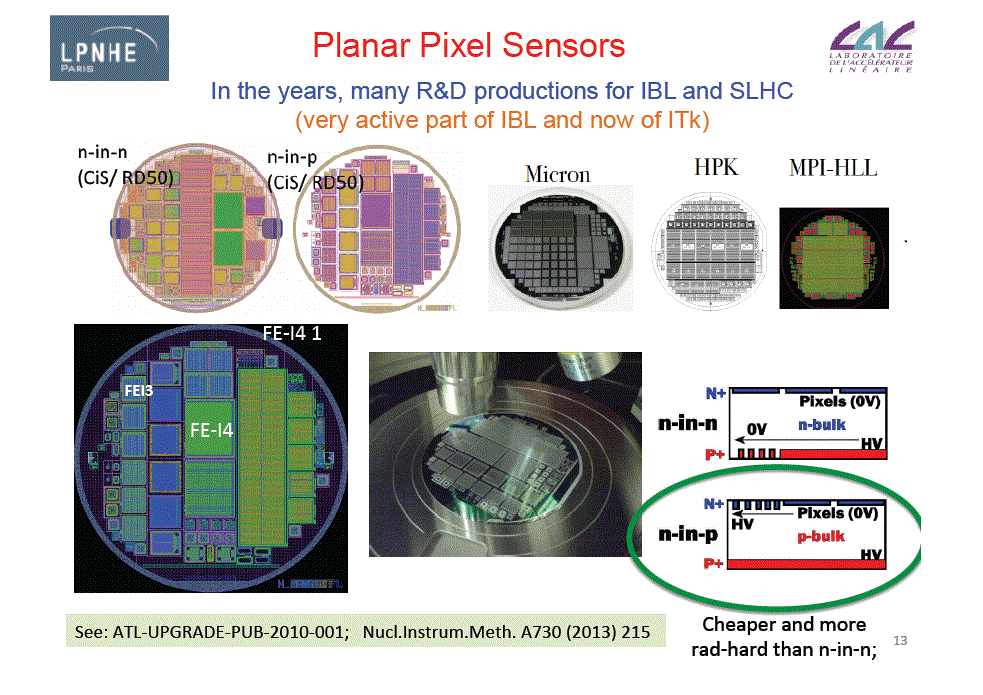 LPNHE
PARIS
Planar Pixel Sensors
LABORATOIRE
DE L'ACCÉLÉRATEUR
LINÉAIRE
In the years, many R&D productions for IBL and SLHC
(very active part of IBL and now of ITk)
n-in-n
(CiS/ RD50)
n-in-p
(CiS/ RD50)
Micron
HPK
MPI-HLL
FE-I4 1
FEI3
FE-I4
N+
Pixels (0V)
n-in-n
0V
n-bulk
HV
P+
N+
Pixels (0V)
HV
n-in-p
p-bulk
HV
P+
See: ATL-UPGRADE-PUB-2010-001; Nucl.Instrum.Meth. A730 (2013) 215
Cheaper and more
rad-hard than n-in-n;
13